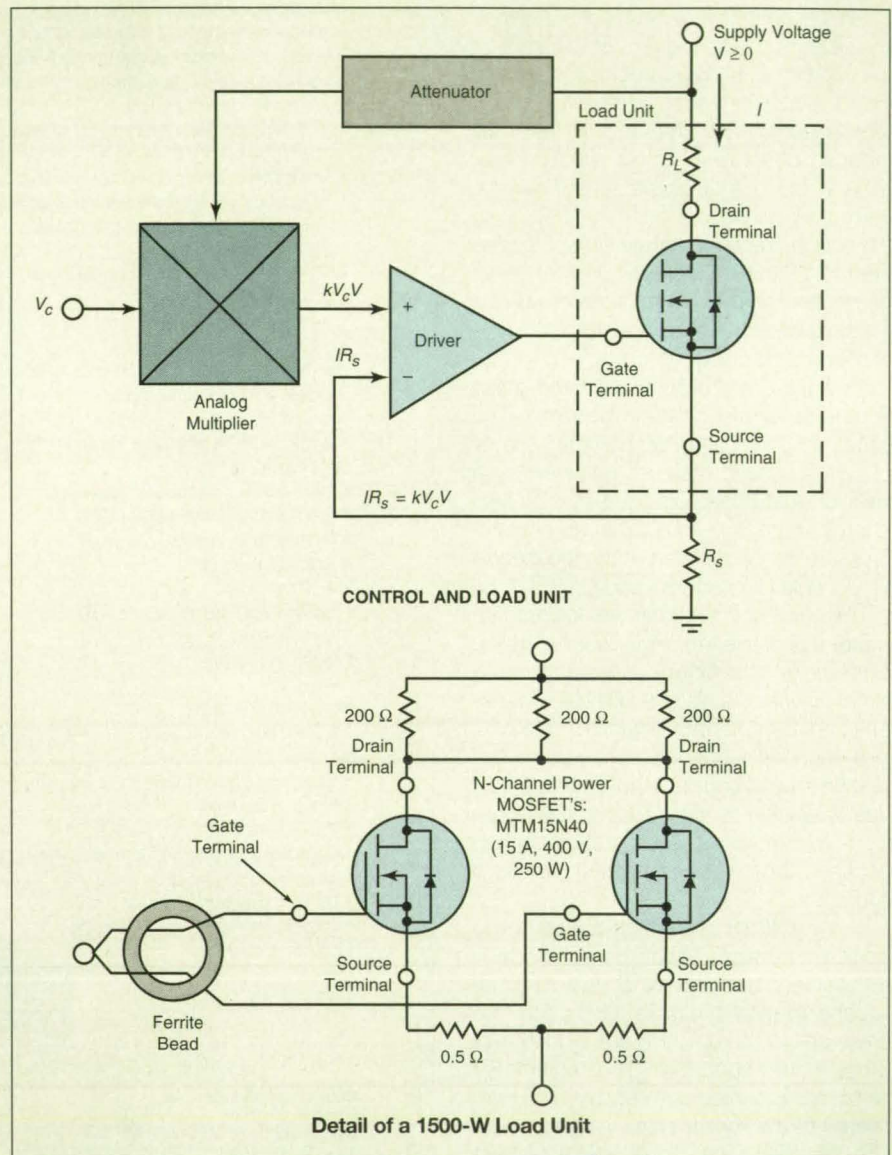 Supply Voltage
V ≥ 0
Attenuator
Load Unit
I
R_L
Drain
Terminal
V_c
kV_cV
+
Driver
IR_s
−
Gate
Terminal
Analog
Multiplier
Source
Terminal
IR_s = kV_cV
R_s
CONTROL AND LOAD UNIT
200 Ω
200 Ω
200 Ω
Drain
Terminal
Drain
Terminal
N-Channel Power
MOSFET's:
MTM15N40
(15 A, 400 V,
250 W)
Gate
Terminal
Gate
Terminal
Source
Terminal
Source
Terminal
Ferrite
Bead
0.5 Ω
0.5 Ω
Detail of a 1500-W Load Unit